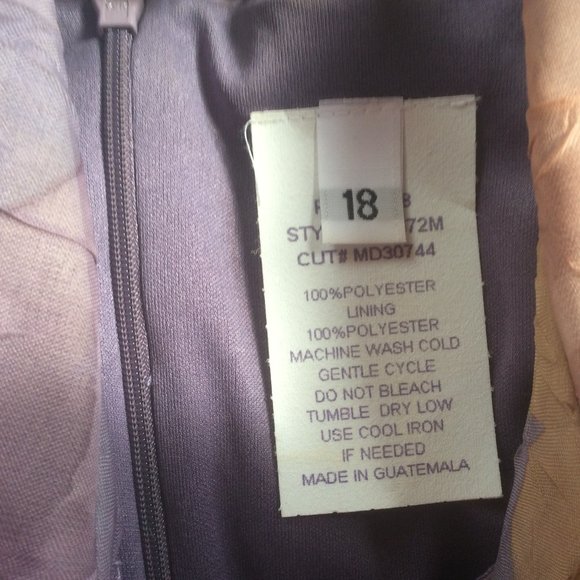 18
72M
CUT# MD30744
100%POLYESTER
LINING
100%POLYESTER
MACHINE WASH COLD
GENTLE CYCLE
DO NOT BLEACH
TUMBLE DRY LOW
USE COOL IRON
IF NEEDED
MADE IN GUATEMALA